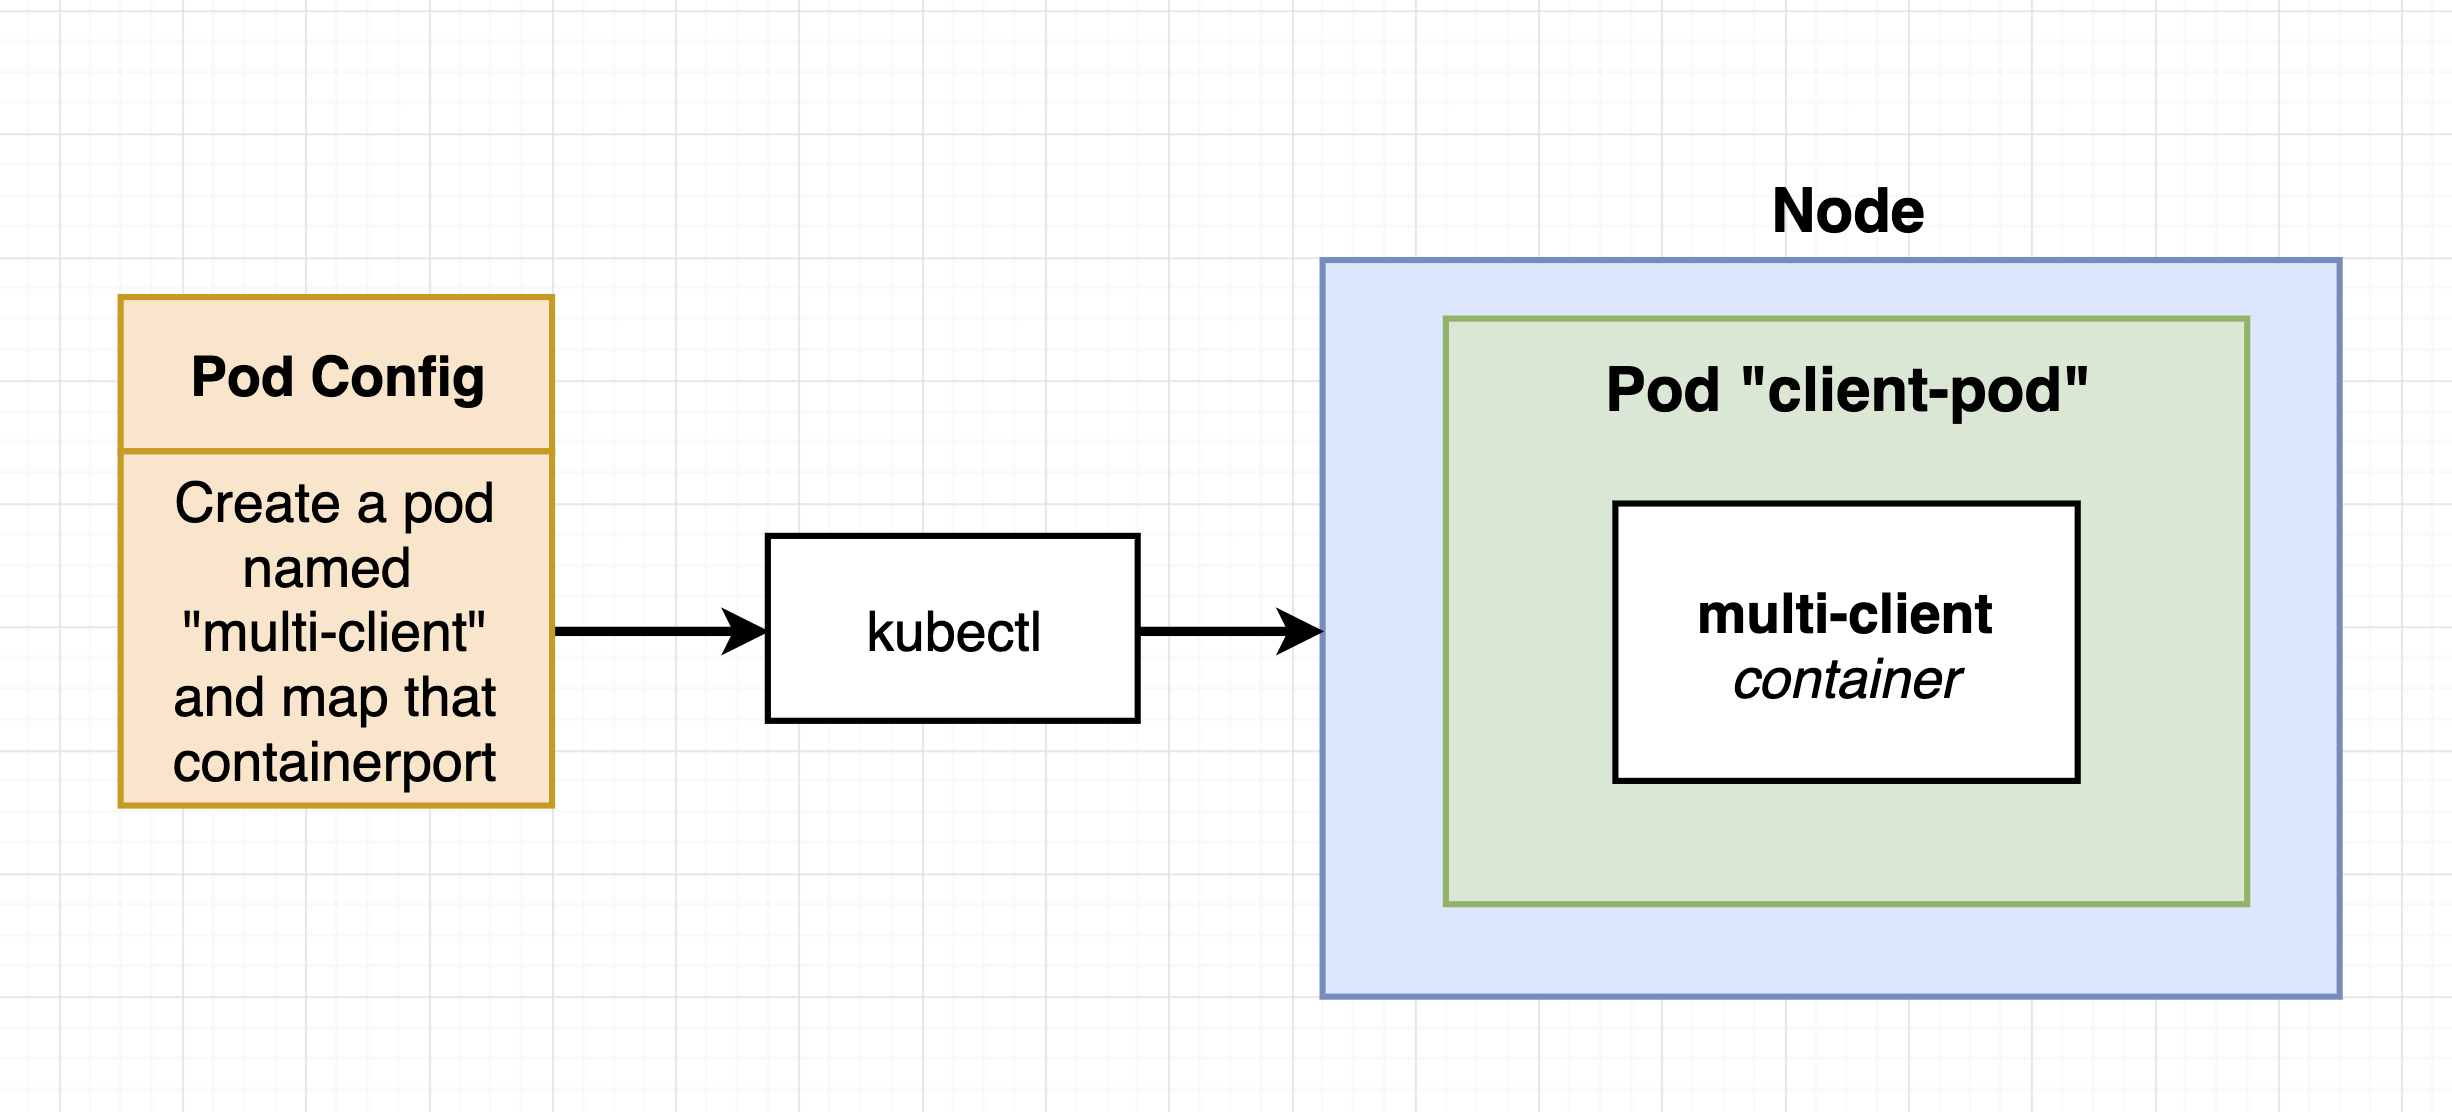 Node
Pod Config
Create a pod
named
"multi-client"
and map that
containerport
kubectl
Pod "client-pod"
multi-client
container